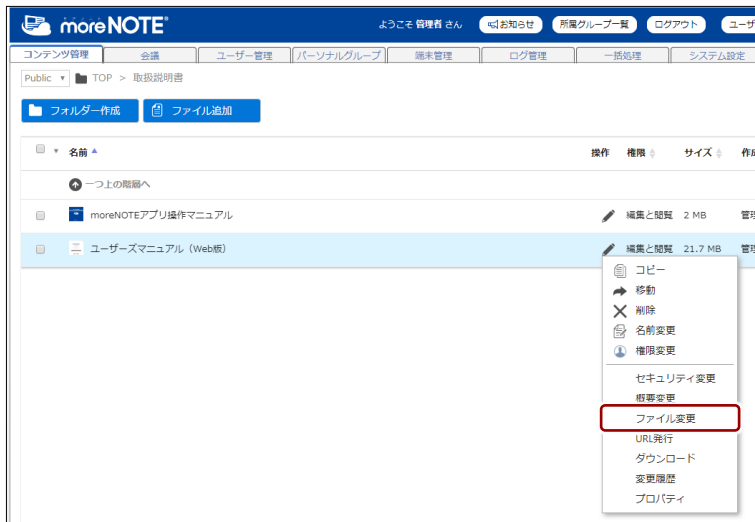 moreNOTE ようこそ 管理者 さん お知らせ 所属グループ一覧 ログアウト ユーザ
コンテンツ管理 会議 ユーザー管理 パーソナルグループ 端末管理 ログ管理 一括処理 システム設定
Public TOP > 取扱説明書
フォルダー作成 ファイル追加
名前 操作 権限 サイズ 作成
一つ上の階層へ
moreNOTEアプリ操作マニュアル 編集と閲覧 2 MB 管理
ユーザーズマニュアル（Web版） 編集と閲覧 21.7 MB 管理
コピー
移動
削除
名前変更
権限変更
セキュリティ変更
概要変更
ファイル変更
URL発行
ダウンロード
変更履歴
プロパティ